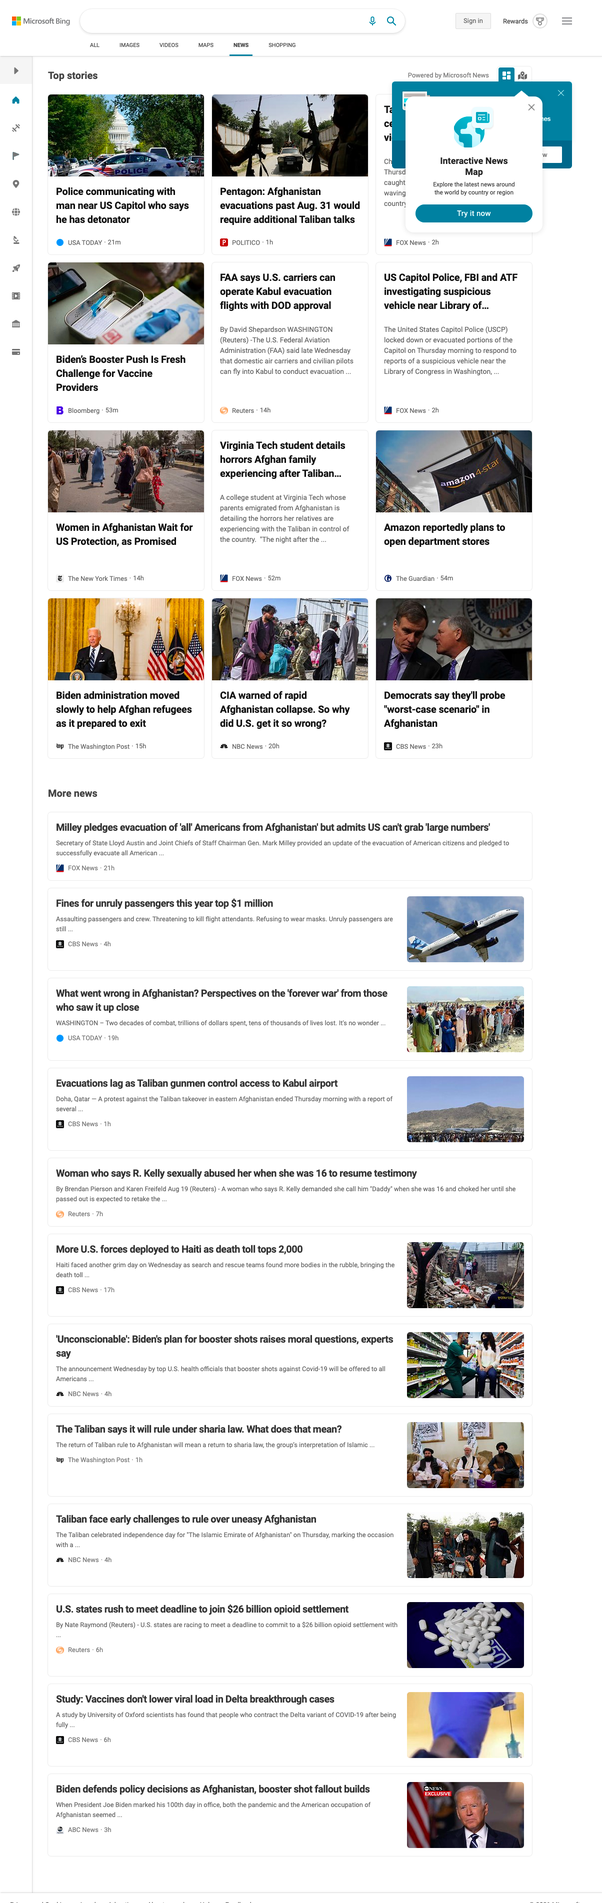 Microsoft Bing
Sign in
Rewards
ALL
IMAGES
VIDEOS
MAPS
NEWS
SHOPPING
Top stories
Powered by Microsoft News
Interactive News
Map
Explore the latest news around
the world by country or region
Try it now
Police communicating with
man near US Capitol who says
he has detonator
USA TODAY · 21m
Pentagon: Afghanistan
evacuations past Aug. 31 would
require additional Taliban talks
POLITICO · 1h
FOX News · 2h
Biden's Booster Push Is Fresh
Challenge for Vaccine
Providers
Bloomberg · 53m
FAA says U.S. carriers can
operate Kabul evacuation
flights with DOD approval
By David Shepardson WASHINGTON
(Reuters) -The U.S. Federal Aviation
Administration (FAA) said late Wednesday
that domestic air carriers and civilian pilots
can fly into Kabul to conduct evacuation ...
Reuters · 14h
US Capitol Police, FBI and ATF
investigating suspicious
vehicle near Library of...
The United States Capitol Police (USCP)
locked down or evacuated portions of the
Capitol on Thursday morning to respond to
reports of a suspicious vehicle near the
Library of Congress in Washington, ...
FOX News · 2h
Women in Afghanistan Wait for
US Protection, as Promised
The New York Times · 14h
Virginia Tech student details
horrors Afghan family
experiencing after Taliban...
A college student at Virginia Tech whose
parents emigrated from Afghanistan is
detailing the horrors her relatives are
experiencing with the Taliban in control of
the country. "The night after the ...
FOX News · 52m
amazon 4-star
Amazon reportedly plans to
open department stores
The Guardian · 54m
Biden administration moved
slowly to help Afghan refugees
as it prepared to exit
The Washington Post · 15h
CIA warned of rapid
Afghanistan collapse. So why
did U.S. get it so wrong?
NBC News · 20h
Democrats say they'll probe
"worst-case scenario" in
Afghanistan
CBS News · 23h
More news
Milley pledges evacuation of 'all' Americans from Afghanistan' but admits US can't grab 'large numbers'
Secretary of State Lloyd Austin and Joint Chiefs of Staff Chairman Gen. Mark Milley provided an update of the evacuation of American citizens and pledged to
successfully evacuate all American ...
FOX News · 21h
Fines for unruly passengers this year top $1 million
Assaulting passengers and crew. Threatening to kill flight attendants. Refusing to wear masks. Unruly passengers are
still ...
CBS News · 4h
What went wrong in Afghanistan? Perspectives on the 'forever war' from those
who saw it up close
WASHINGTON – Two decades of combat, trillions of dollars spent, tens of thousands of lives lost. It's no wonder ...
USA TODAY · 19h
Evacuations lag as Taliban gunmen control access to Kabul airport
Doha, Qatar — A protest against the Taliban takeover in eastern Afghanistan ended Thursday morning with a report of
several ...
CBS News · 1h
Woman who says R. Kelly sexually abused her when she was 16 to resume testimony
By Brendan Pierson and Karen Freifeld Aug 19 (Reuters) - A woman who says R. Kelly demanded she call him "Daddy" when she was 16 and choked her until she
passed out is expected to retake the ...
Reuters · 7h
More U.S. forces deployed to Haiti as death toll tops 2,000
Haiti faced another grim day on Wednesday as search and rescue teams found more bodies in the rubble, bringing the
death toll ...
CBS News · 17h
'Unconscionable': Biden's plan for booster shots raises moral questions, experts
say
The announcement Wednesday by top U.S. health officials that booster shots against Covid-19 will be offered to all
Americans ...
NBC News · 4h
The Taliban says it will rule under sharia law. What does that mean?
The return of Taliban rule to Afghanistan will mean a return to sharia law, the group's interpretation of Islamic ...
The Washington Post · 1h
Taliban face early challenges to rule over uneasy Afghanistan
The Taliban celebrated independence day for "The Islamic Emirate of Afghanistan" on Thursday, marking the occasion
with a ...
NBC News · 4h
U.S. states rush to meet deadline to join $26 billion opioid settlement
By Nate Raymond (Reuters) - U.S. states are racing to meet a deadline to commit to a $26 billion opioid settlement with
...
Reuters · 6h
Study: Vaccines don't lower viral load in Delta breakthrough cases
A study by University of Oxford scientists has found that people who contract the Delta variant of COVID-19 after being
fully ...
CBS News · 6h
Biden defends policy decisions as Afghanistan, booster shot fallout builds
When President Joe Biden marked his 100th day in office, both the pandemic and the American occupation of
Afghanistan seemed ...
ABC News · 3h
NEWS
EXCLUSIVE